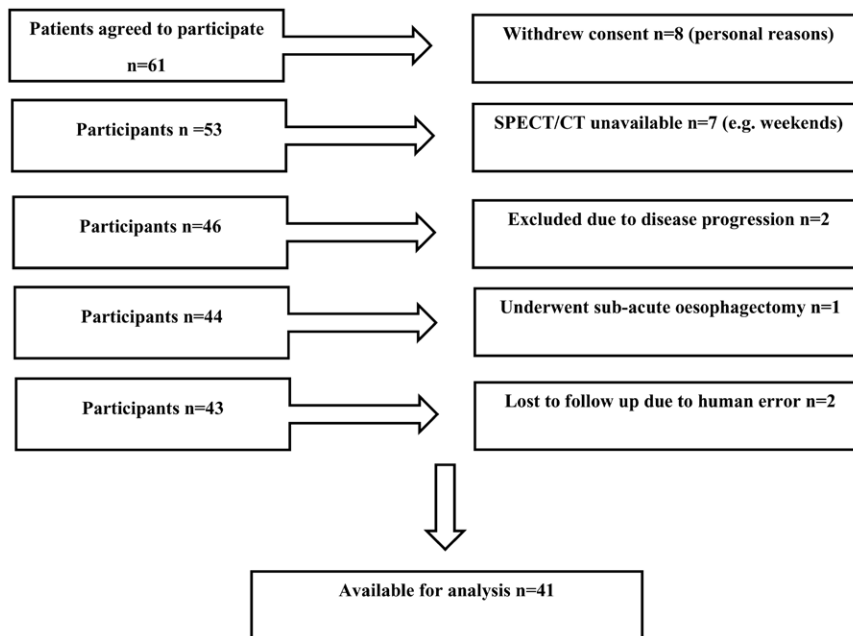 Patients agreed to participate
n=61
Withdrew consent n=8 (personal reasons)
Participants n =53
SPECT/CT unavailable n=7 (e.g. weekends)
Participants n=46
Excluded due to disease progression n=2
Participants n=44
Underwent sub-acute oesophagectomy n=1
Participants n=43
Lost to follow up due to human error n=2
Available for analysis n=41